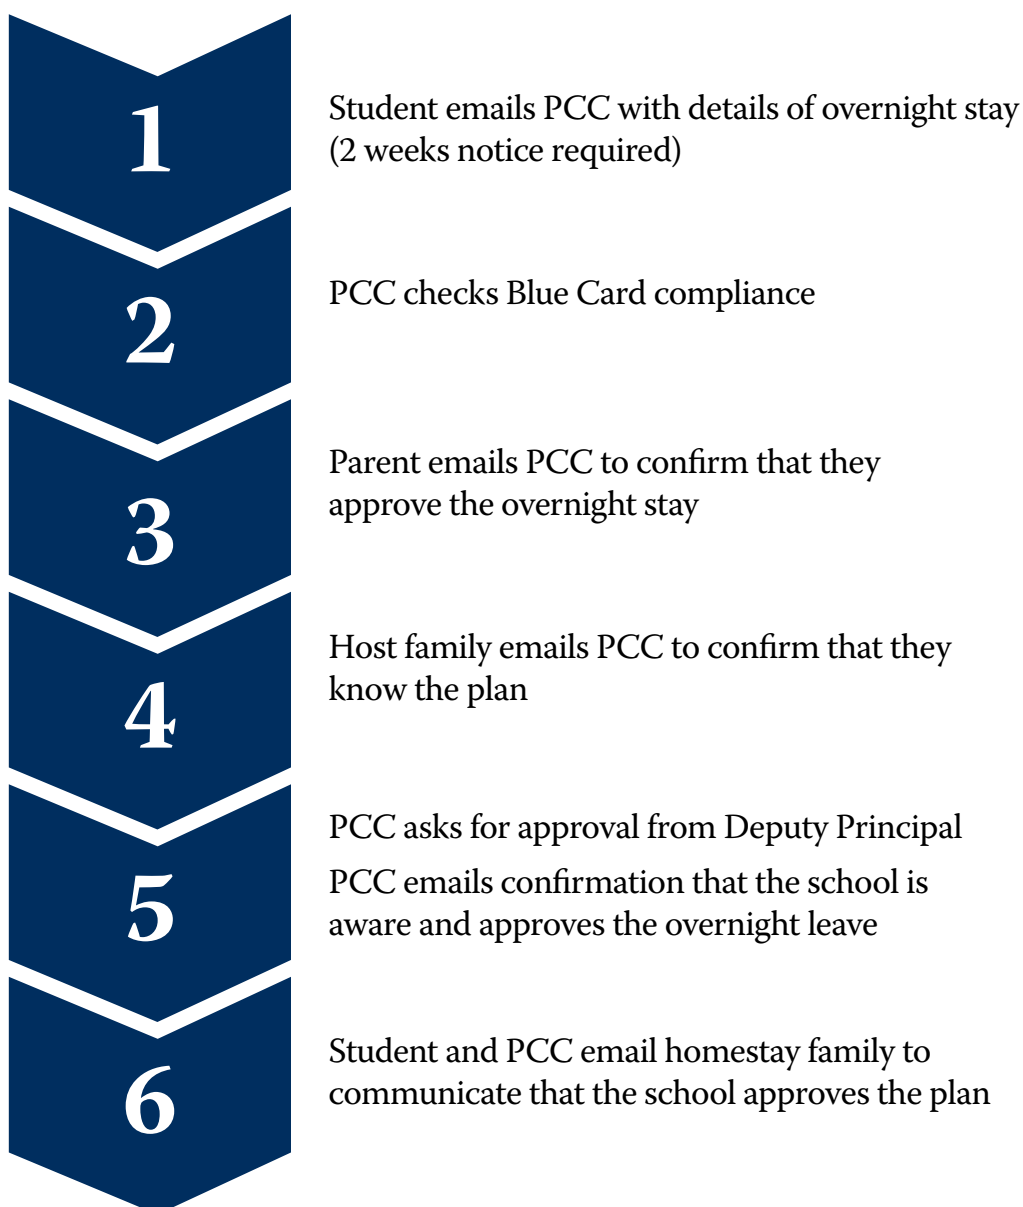 1
Student emails PCC with details of overnight stay
(2 weeks notice required)
2
PCC checks Blue Card compliance
3
Parent emails PCC to confirm that they
approve the overnight stay
4
Host family emails PCC to confirm that they
know the plan
5
PCC asks for approval from Deputy Principal
PCC emails confirmation that the school is
aware and approves the overnight leave
6
Student and PCC email homestay family to
communicate that the school approves the plan